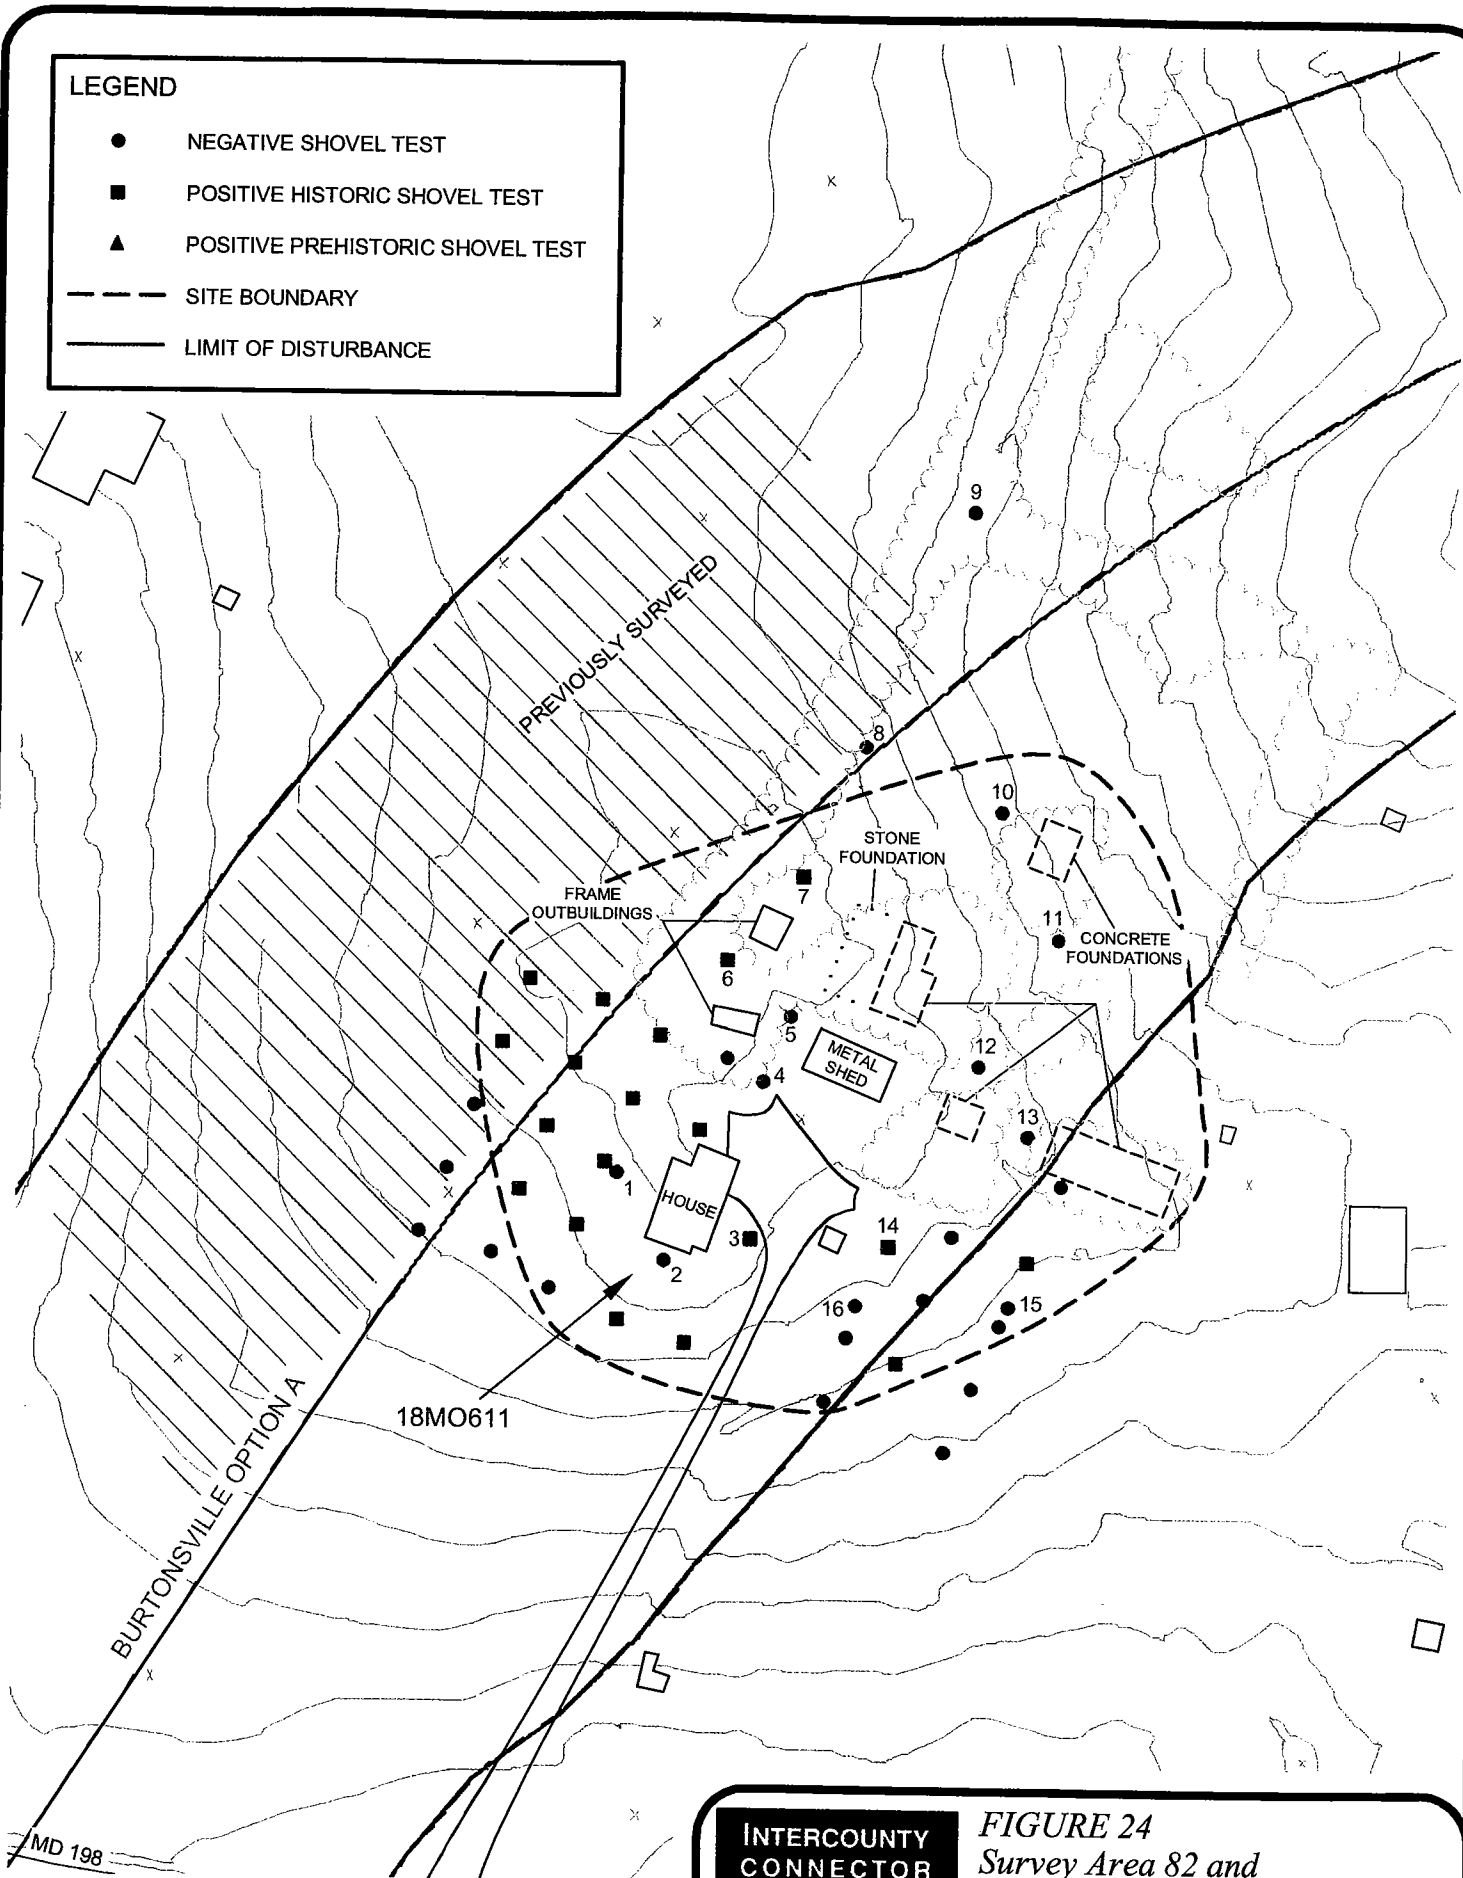 LEGEND
NEGATIVE SHOVEL TEST
POSITIVE HISTORIC SHOVEL TEST
POSITIVE PREHISTORIC SHOVEL TEST
SITE BOUNDARY
LIMIT OF DISTURBANCE
9
PREVIOUSLY SURVEYED
8
10
STONE
FOUNDATION
7
FRAME
OUTBUILDINGS
11
CONCRETE
FOUNDATIONS
6
5
METAL
SHED
12
4
13
1
HOUSE
3
14
2
16
15
18MO611
BURTONSVILLE OPTION A
MD 198
INTERCOUNTY
CONNECTOR
FIGURE 24
Survey Area 82 and